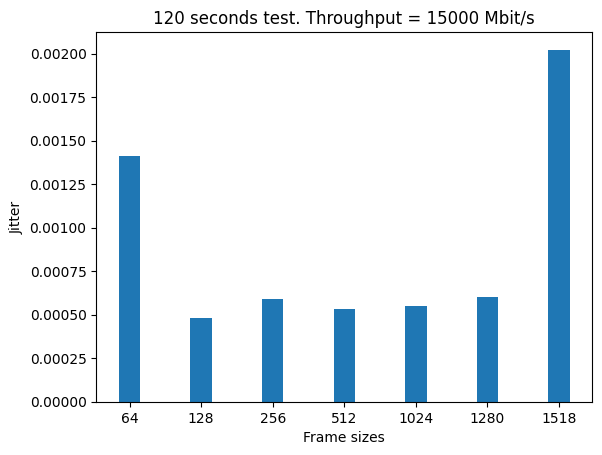 120 seconds test. Throughput = 15000 Mbit/s
0.00200
0.00175
0.00150
0.00125
0.00100
0.00075
0.00050
0.00025
0.00000
Jitter
64 128 256 512 1024 1280 1518
Frame sizes